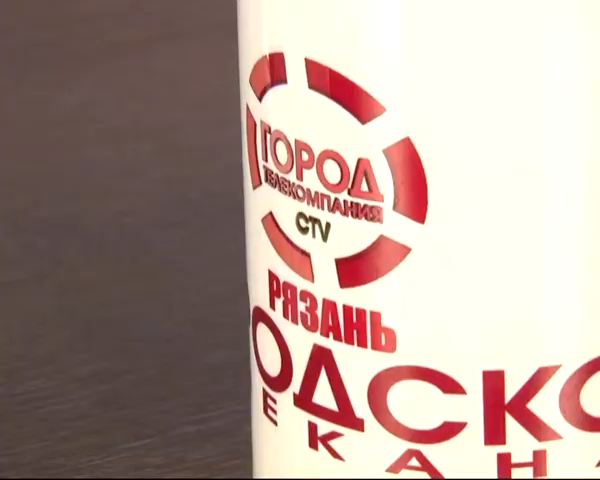 ГОРОД
ТЕЛЕКОМПАНИЯ
CTV
РЯЗАНЬ
ОДСКО
ЕКАН